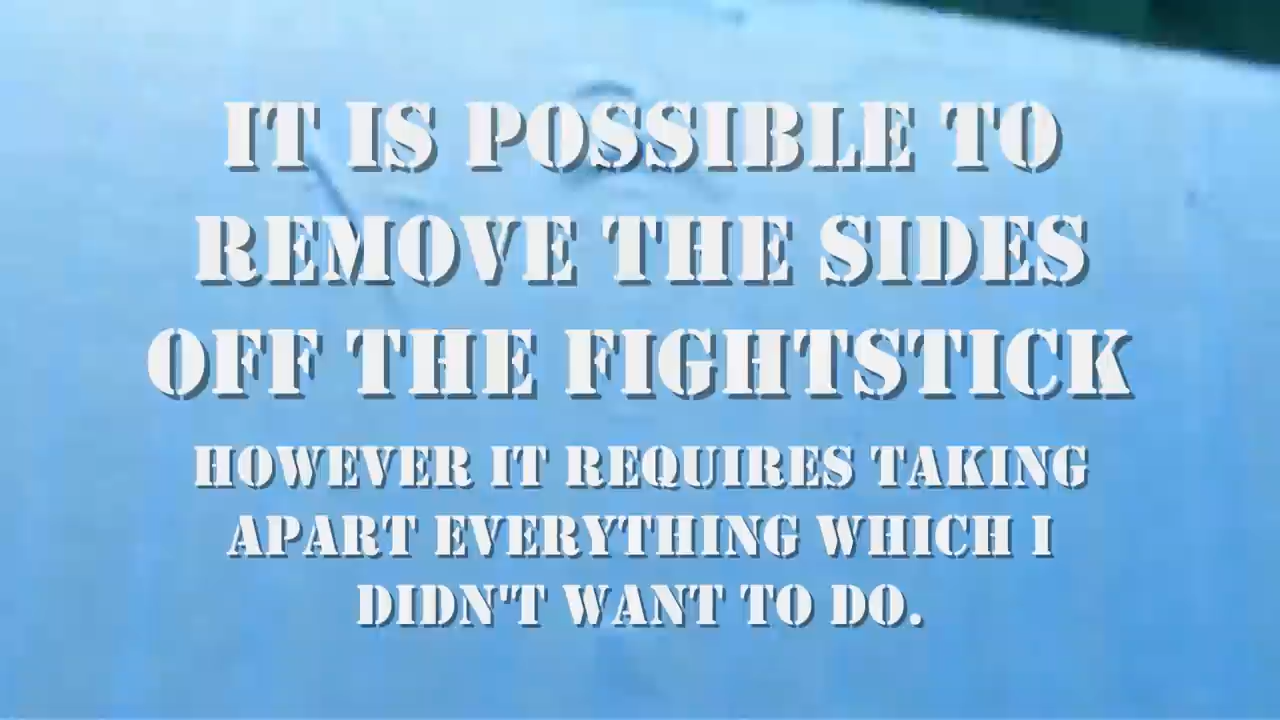 IT IS POSSIBLE TO
REMOVE THE SIDES
OFF THE FIGHTSTICK
HOWEVER IT REQUIRES TAKING
APART EVERYTHING WHICH I
DIDN'T WANT TO DO.